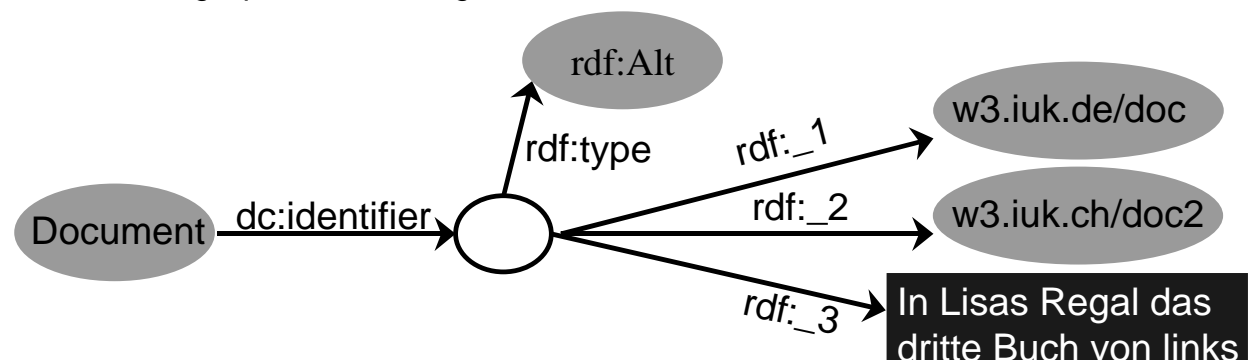 rdf:Alt
rdf:type
rdf:_1
w3.iuk.de/doc
Document
dc:identifier
rdf:_2
w3.iuk.ch/doc2
rdf:_3
In Lisas Regal das
dritte Buch von links